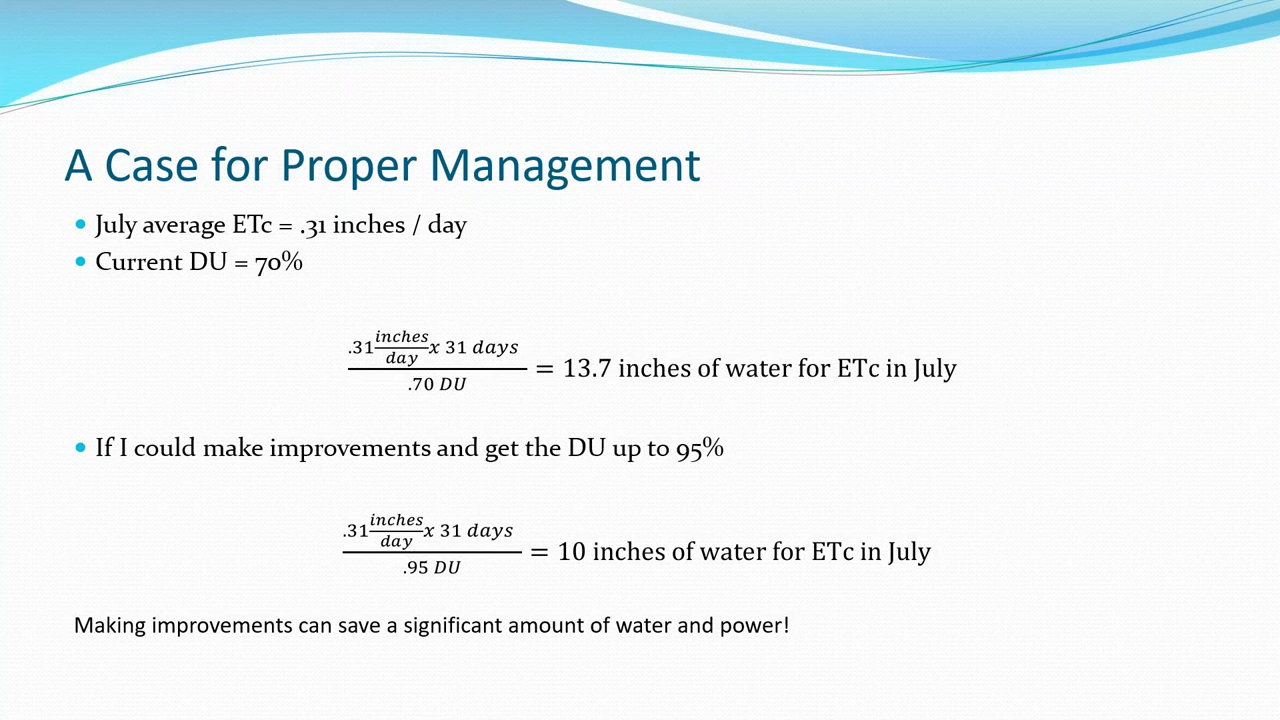 A Case for Proper Management
• July average ETc = .31 inches / day
• Current DU = 70%
.31 inches/day x 31 days / .70 DU = 13.7 inches of water for ETc in July
• If I could make improvements and get the DU up to 95%
.31 inches/day x 31 days / .95 DU = 10 inches of water for ETc in July
Making improvements can save a significant amount of water and power!